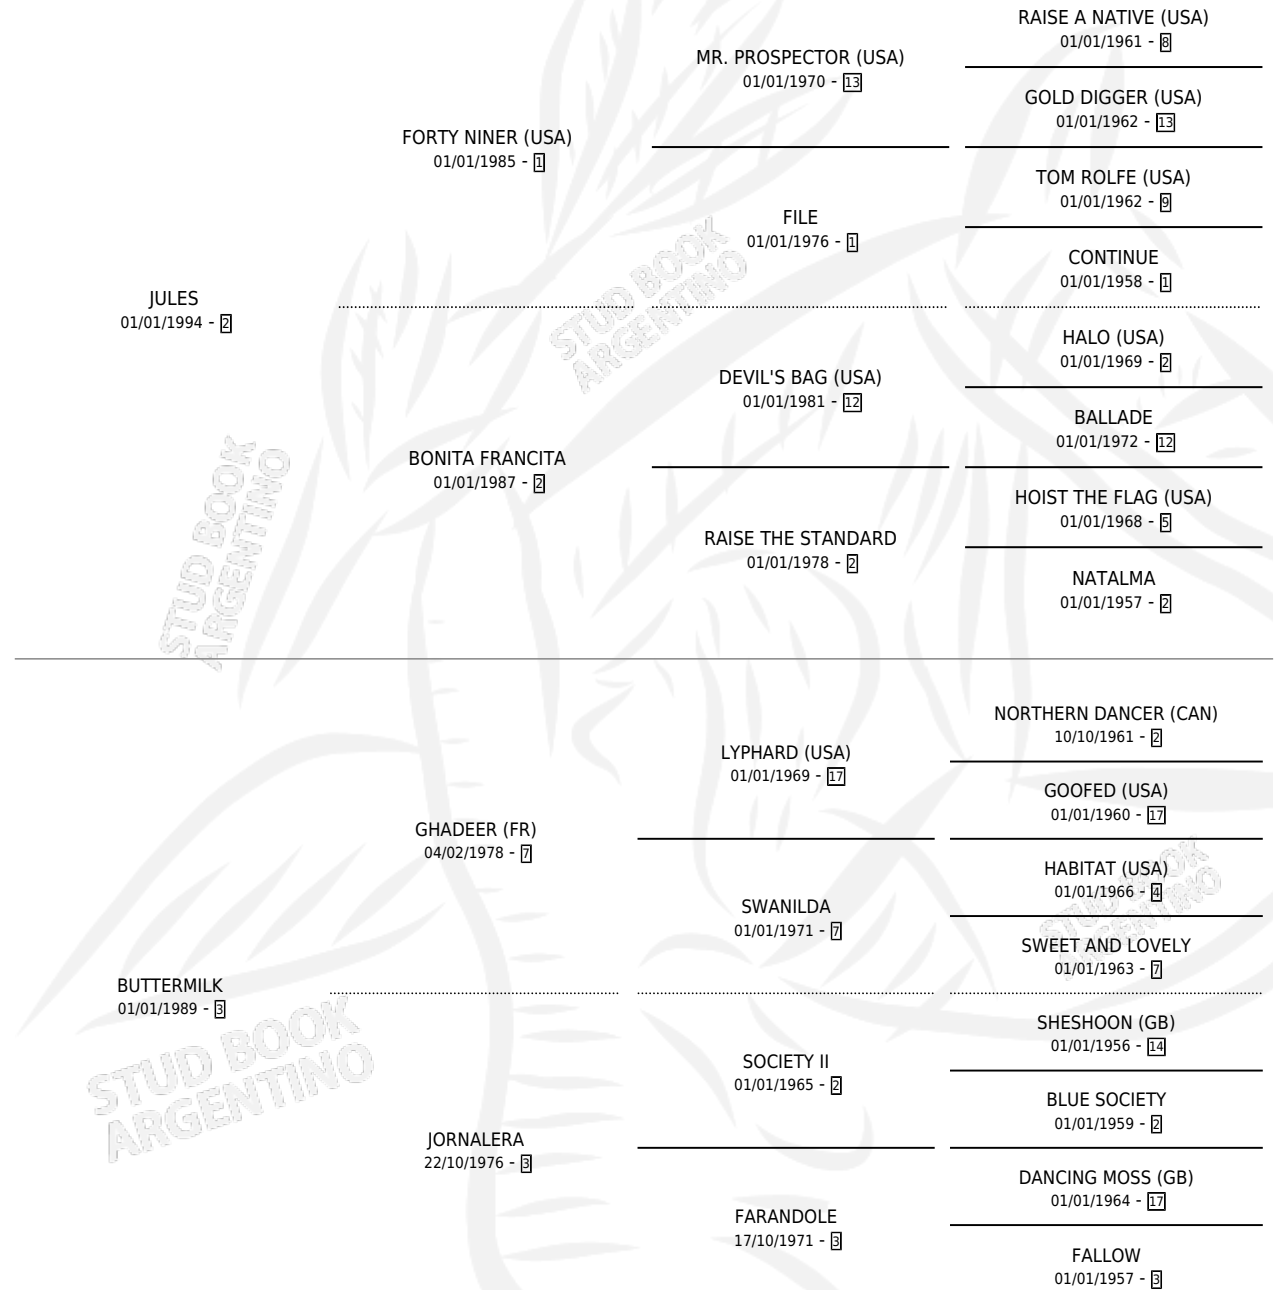 RAISE A NATIVE (USA)
01/01/1961 - 8
MR. PROSPECTOR (USA)
01/01/1970 - 13
GOLD DIGGER (USA)
01/01/1962 - 13
FORTY NINER (USA)
01/01/1985 - 1
TOM ROLFE (USA)
01/01/1962 - 9
FILE
01/01/1976 - 1
CONTINUE
01/01/1958 - 1
JULES
01/01/1994 - 2
HALO (USA)
01/01/1969 - 2
DEVIL'S BAG (USA)
01/01/1981 - 12
BALLADE
01/01/1972 - 12
BONITA FRANCITA
01/01/1987 - 2
HOIST THE FLAG (USA)
01/01/1968 - 5
RAISE THE STANDARD
01/01/1978 - 2
NATALMA
01/01/1957 - 2
NORTHERN DANCER (CAN)
10/10/1961 - 2
LYPHARD (USA)
01/01/1969 - 17
GOOFED (USA)
01/01/1960 - 17
GHADEER (FR)
04/02/1978 - 7
HABITAT (USA)
01/01/1966 - 4
SWANILDA
01/01/1971 - 7
SWEET AND LOVELY
01/01/1963 - 7
BUTTERMILK
01/01/1989 - 3
SHESHOON (GB)
01/01/1956 - 14
SOCIETY II
01/01/1965 - 2
BLUE SOCIETY
01/01/1959 - 2
JORNALERA
22/10/1976 - 3
DANCING MOSS (GB)
01/01/1964 - 17
FARANDOLE
17/10/1971 - 3
FALLOW
01/01/1957 - 3
STUD BOOK
ARGENTINO
STUD BOOK
ARGENTINO
STUD BOOK
ARGENTINO
STUD BOOK
ARGENTINO